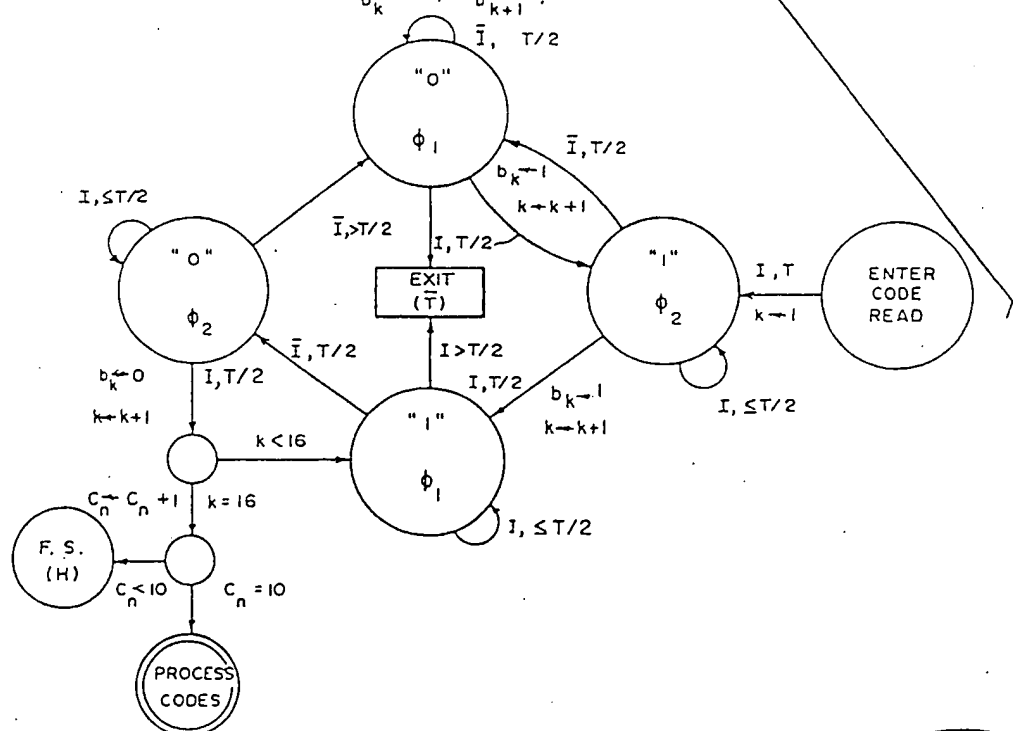 Ī, T/2
"0"
ϕ₁
Ī, T/2
b_k ← 1
k ← k+1
I, ≤T/2
Ī, >T/2
I, T/2
"0"
ϕ₂
EXIT
(T̄)
"1"
ϕ₂
I, T
k → 1
ENTER
CODE
READ
Ī, T/2
I > T/2
b_k ← 0
I, T/2
k ← k+1
I, T/2
b_k → 1
k → k+1
I, ≤T/2
"1"
ϕ₁
k < 16
I, ≤T/2
C_n ← C_n + 1
k = 16
F. S.
(H)
C_n < 10
C_n = 10
PROCESS
CODES